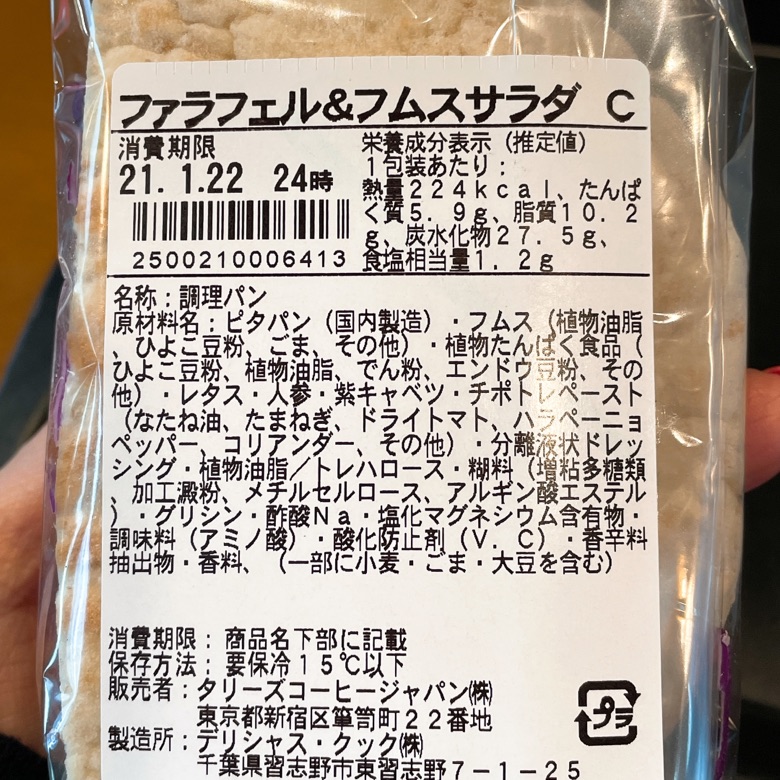 ファラフェル&フムスサラダ C
消費期限
21. 1.22 24時
2500210006413
栄養成分表示(推定値)
1包装あたり:
熱量224kcal、たんぱ
く質5.9g、脂質10.2
g、炭水化物27.5g、
食塩相当量1.2g
名称:調理パン
原材料名:ピタパン(国内製造)・フムス(植物油脂
、ひよこ豆粉、ごま、その他)・植物たんぱく食品(
ひよこ豆粉、植物油脂、でん粉、エンドウ豆粉、その
他)・レタス・人参・紫キャベツ・チポトレペースト
(なたね油、たまねぎ、ドライトマト、ハラペーニョ
ペッパー、コリアンダー、その他)・分離液状ドレッ
シング・植物油脂/トレハロース・糊料(増粘多糖類
、加工澱粉、メチルセルロース、アルギン酸エステル
)・グリシン・酢酸Na・塩化マグネシウム含有物・
調味料(アミノ酸)・酸化防止剤(V.C)・香辛料
抽出物・香料、(一部に小麦・ごま・大豆を含む)
消費期限:商品名下部に記載
保存方法:要保冷15℃以下
販売者:タリーズコーヒージャパン㈱
東京都新宿区箪笥町22番地
製造所:デリシャス・クック㈱
千葉県習志野市東習志野7-1-25
プラ